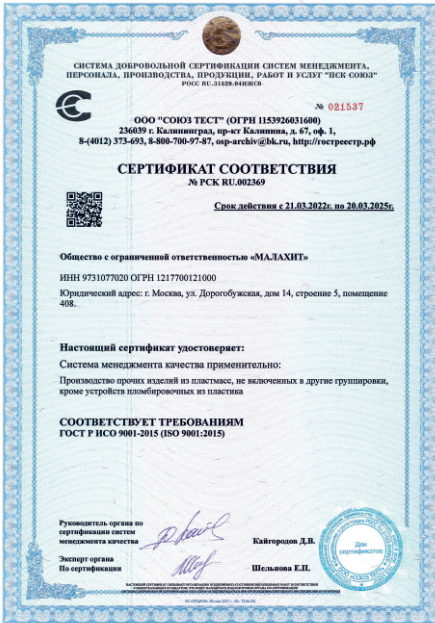 СИСТЕМА ДОБРОВОЛЬНОЙ СЕРТИФИКАЦИИ СИСТЕМ МЕНЕДЖМЕНТА,
ПЕРСОНАЛА, ПРОИЗВОДСТВА, ПРОДУКЦИИ, РАБОТ И УСЛУГ "ПСК СОЮЗ"
РОСС RU.31529.04ИЖС0
№ 021537
ООО "СОЮЗ ТЕСТ" (ОГРН 1153926031600)
236039 г. Калининград, пр-кт Калинина, д. 67, оф. 1,
8-(4012) 373-693, 8-800-700-97-87, osp-archiv@bk.ru, http://гостреестр.рф
СЕРТИФИКАТ СООТВЕТСТВИЯ
№ РСК RU.002369
Срок действия с 21.03.2022г. по 20.03.2025г.
Общество с ограниченной ответственностью «МАЛАХИТ»
ИНН 9731077020 ОГРН 1217700121000
Юридический адрес: г. Москва, ул. Дорогобужская, дом 14, строение 5, помещение
408.
Настоящий сертификат удостоверяет:
Система менеджмента качества применительно:
Производство прочих изделий из пластмасс, не включенных в другие группировки,
кроме устройств пломбировочных из пластика
СООТВЕТСТВУЕТ ТРЕБОВАНИЯМ
ГОСТ Р ИСО 9001-2015 (ISO 9001:2015)
Руководитель органа по
сертификации систем
менеджмента качества
Кайгородов Д.В.
Эксперт органа
По сертификации
Шельпова Е.П.
Для
сертификатов